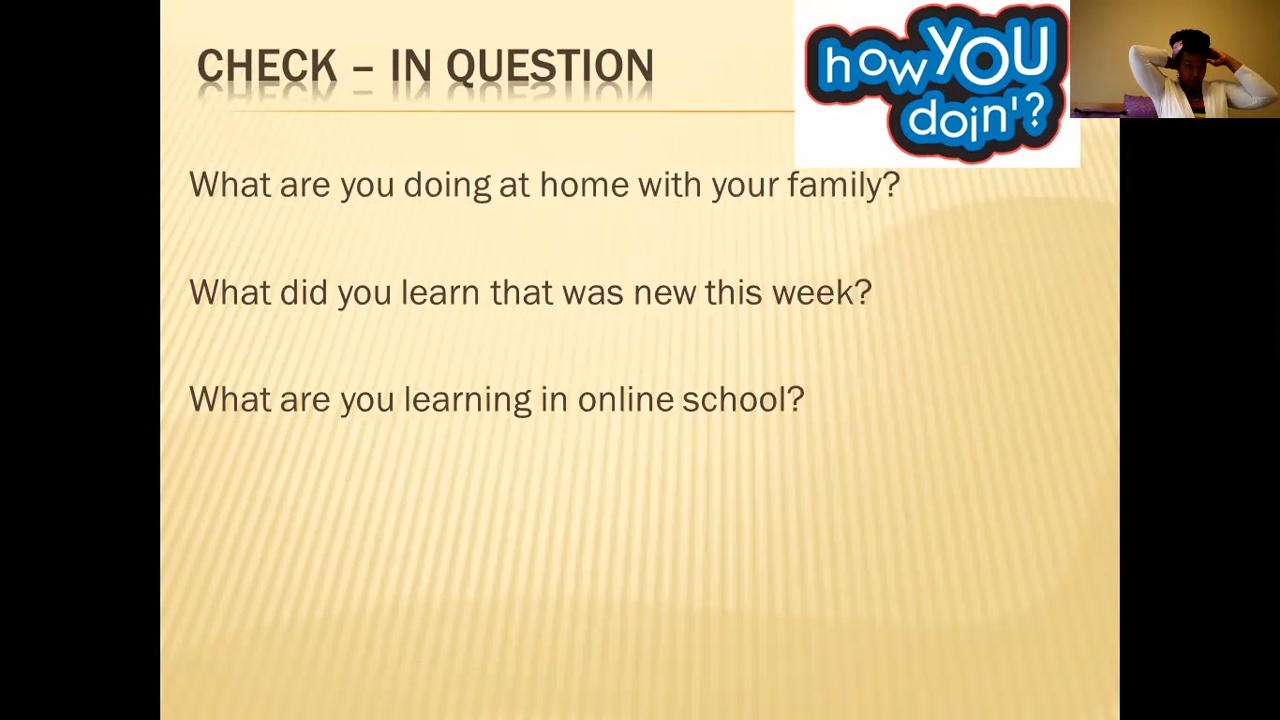 CHECK – IN QUESTION
how YOU
doin'?
What are you doing at home with your family?
What did you learn that was new this week?
What are you learning in online school?